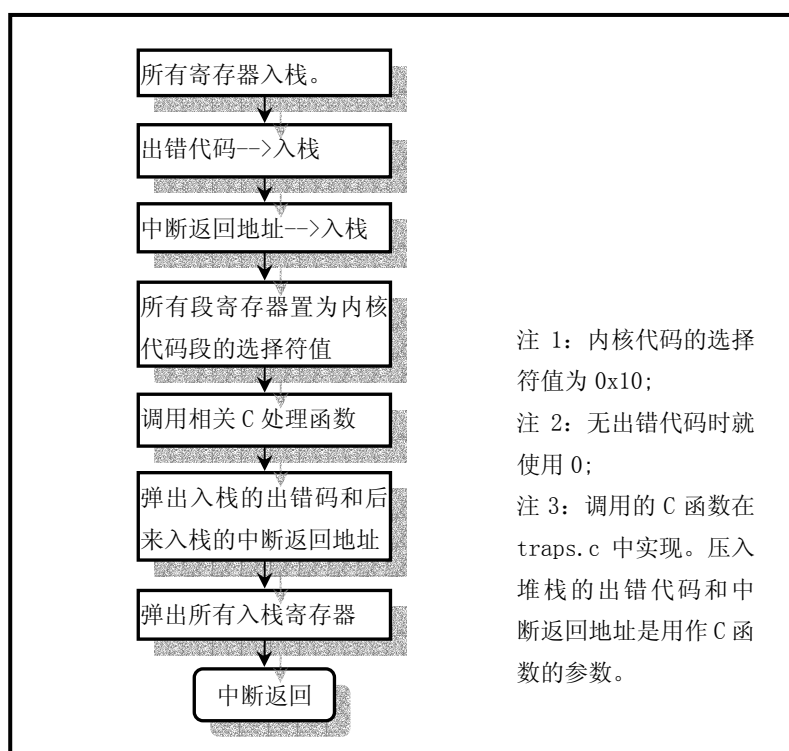 所有寄存器入栈。
出错代码-->入栈
中断返回地址-->入栈
所有段寄存器置为内核
代码段的选择符值
调用相关 C 处理函数
弹出入栈的出错码和后
来入栈的中断返回地址
弹出所有入栈寄存器
中断返回
注 1：内核代码的选择
符值为 0x10;
注 2：无出错代码时就
使用 0;
注 3：调用的 C 函数在
traps.c 中实现。压入
堆栈的出错代码和中
断返回地址是用作 C 函
数的参数。